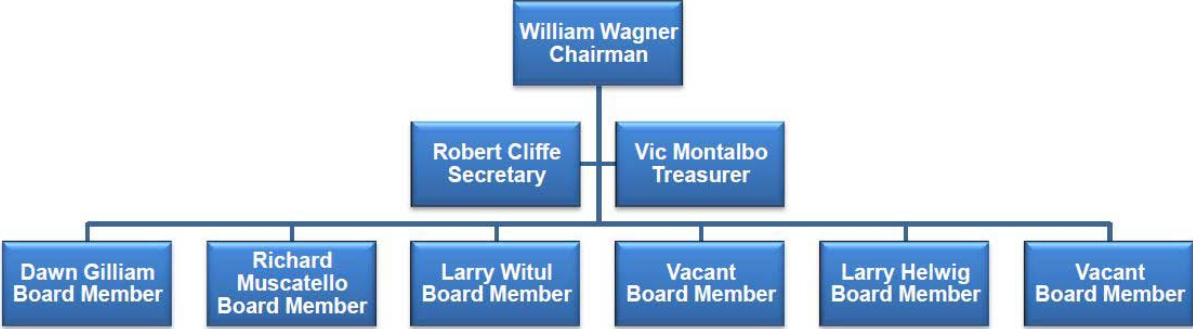 William Wagner
Chairman
Robert Cliffe
Secretary
Vic Montalbo
Treasurer
Dawn Gilliam
Board Member
Richard
Muscatello
Board Member
Larry Witul
Board Member
Vacant
Board Member
Larry Helwig
Board Member
Vacant
Board Member